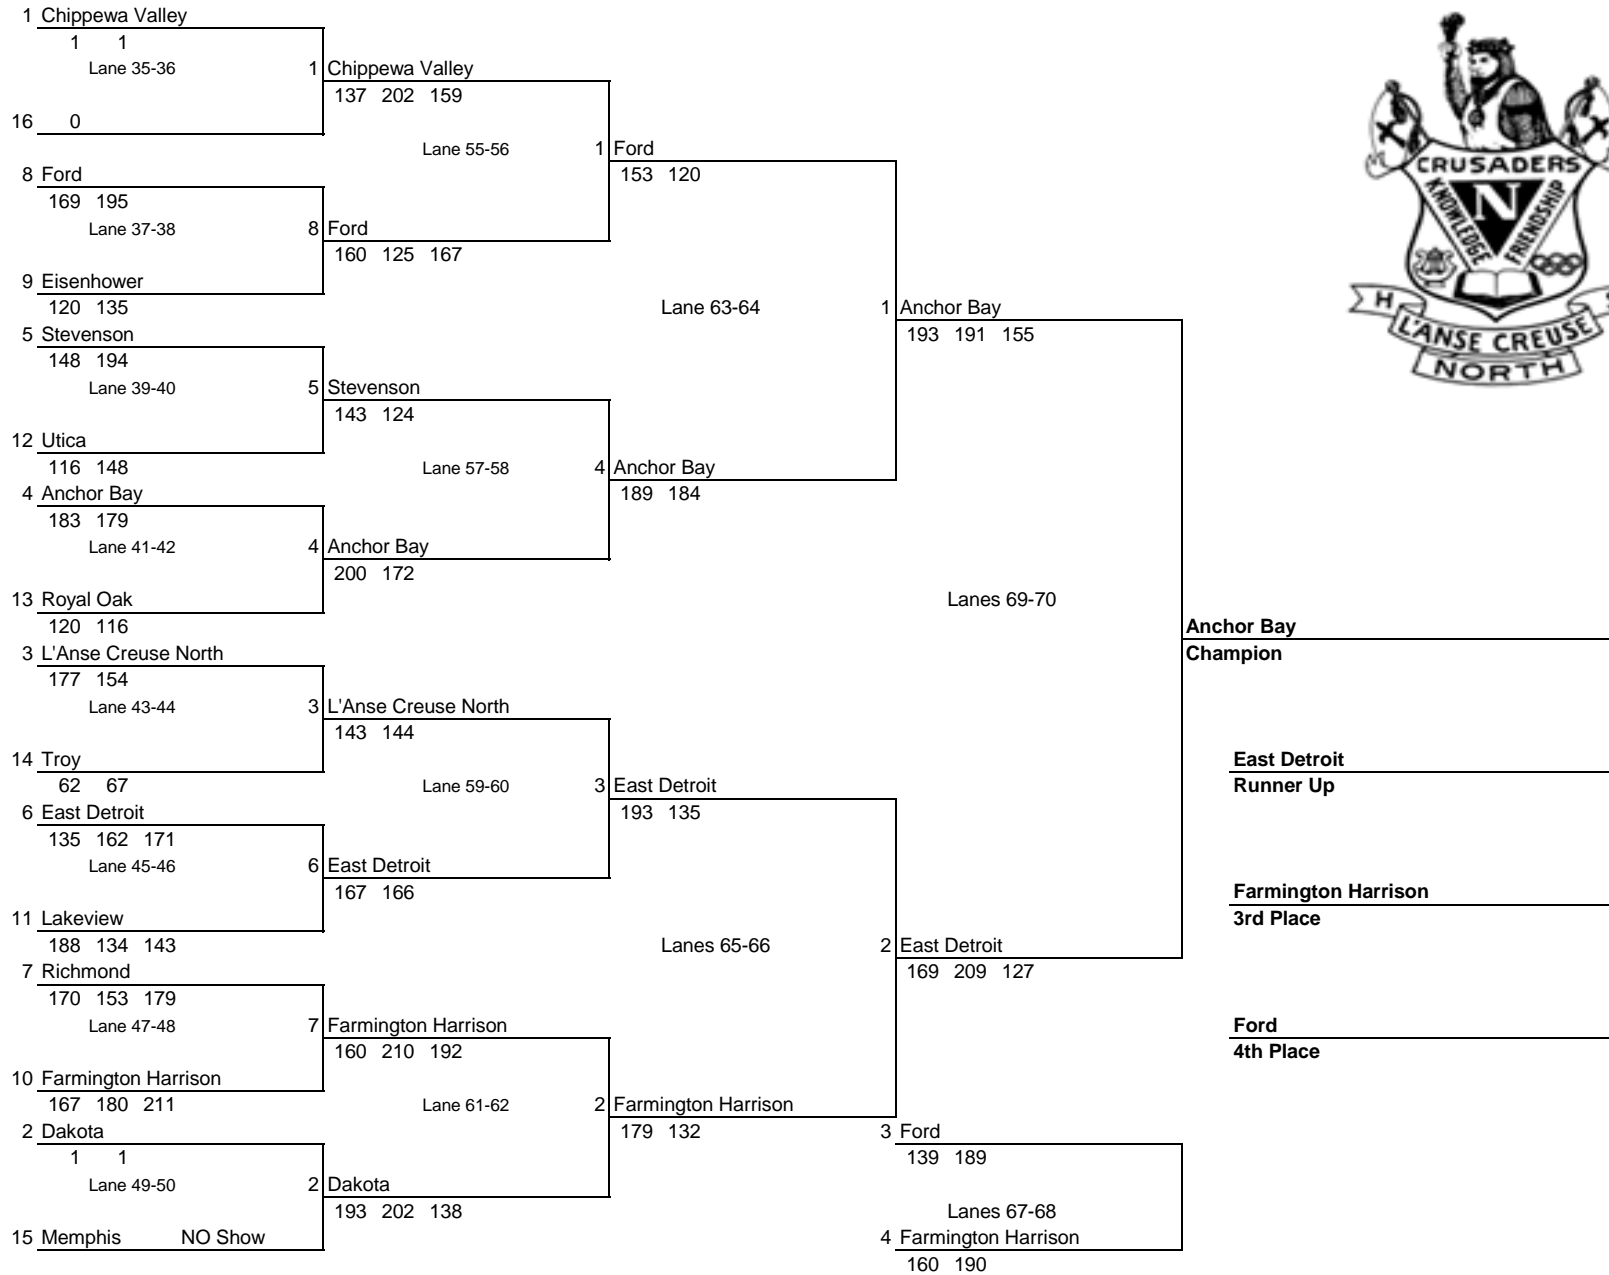 1 Chippewa Valley
1 1
Lane 35-36
16 0
8 Ford
169 195
Lane 37-38
9 Eisenhower
120 135
5 Stevenson
148 194
Lane 39-40
12 Utica
116 148
4 Anchor Bay
183 179
Lane 41-42
13 Royal Oak
120 116
3 L'Anse Creuse North
177 154
Lane 43-44
14 Troy
62 67
6 East Detroit
135 162 171
Lane 45-46
11 Lakeview
188 134 143
7 Richmond
170 153 179
Lane 47-48
10 Farmington Harrison
167 180 211
2 Dakota
1 1
Lane 49-50
15 Memphis NO Show
1 Chippewa Valley
137 202 159
Lane 55-56
8 Ford
160 125 167
5 Stevenson
143 124
Lane 57-58
4 Anchor Bay
200 172
3 L'Anse Creuse North
143 144
Lane 59-60
6 East Detroit
167 166
7 Farmington Harrison
160 210 192
Lane 61-62
2 Dakota
193 202 138
1 Ford
153 120
Lane 63-64
4 Anchor Bay
189 184
3 East Detroit
193 135
Lanes 65-66
2 Farmington Harrison
179 132
1 Anchor Bay
193 191 155
Lanes 69-70
2 East Detroit
169 209 127
3 Ford
139 189
Lanes 67-68
4 Farmington Harrison
160 190
CRUSADERS
N
KNOWLEDGE
FRIENDSHIP
H S
L'ANSE CREUSE
NORTH
Anchor Bay
Champion
East Detroit
Runner Up
Farmington Harrison
3rd Place
Ford
4th Place